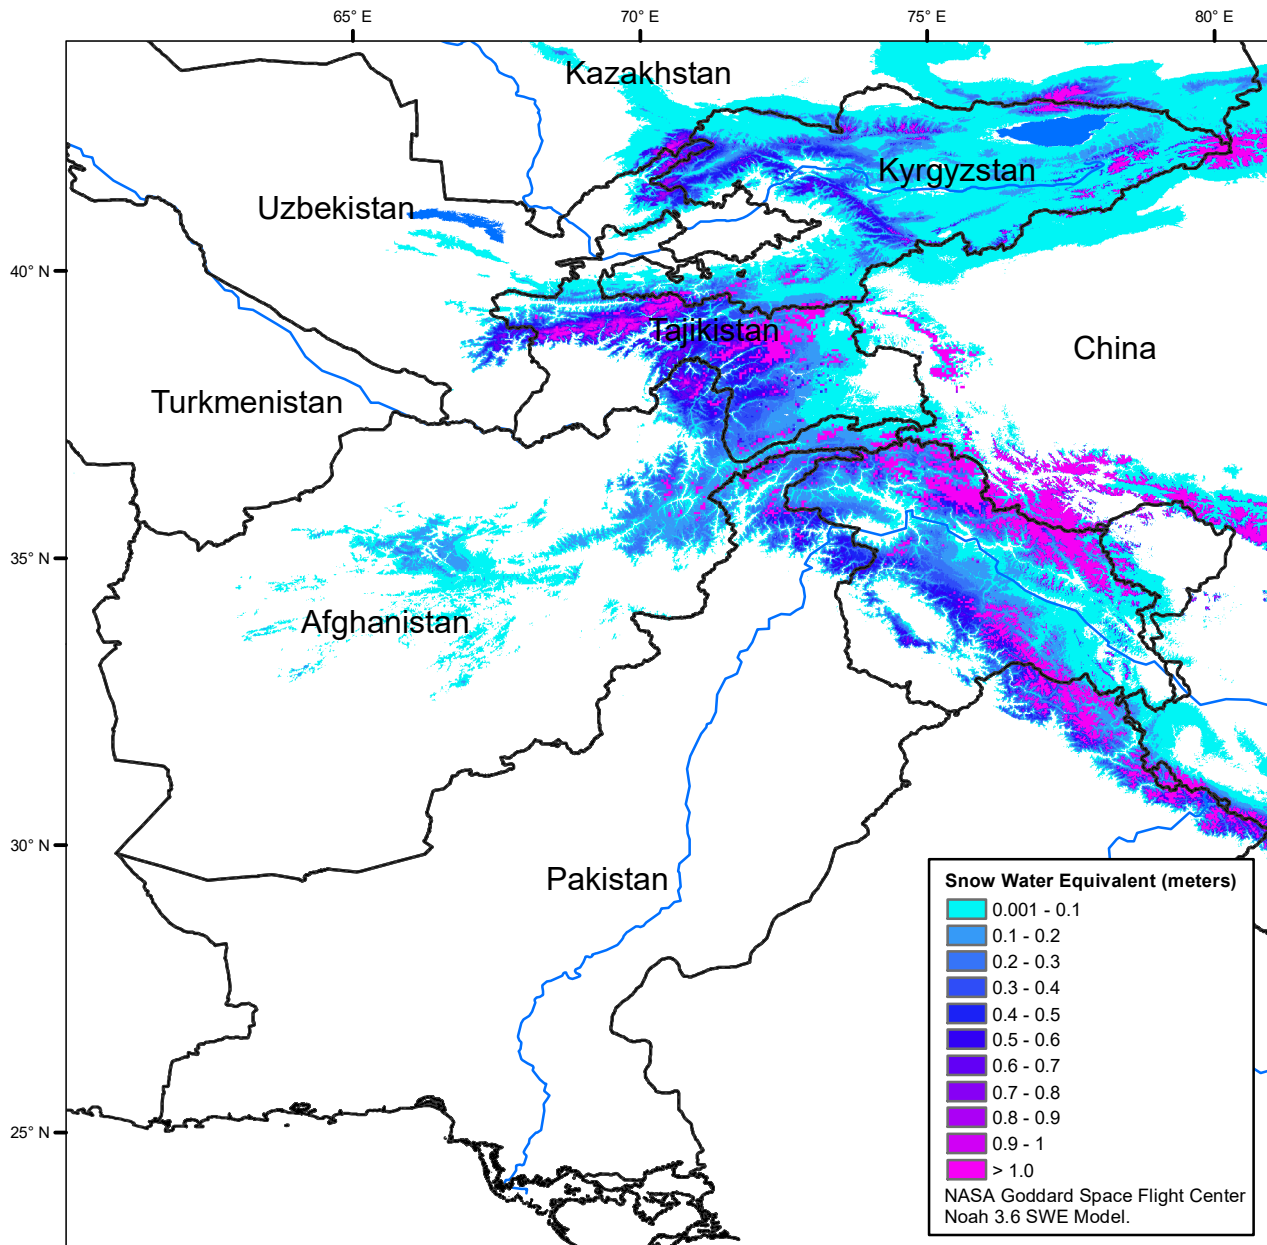 65° E
70° E
75° E
80° E
Kazakhstan
Kyrgyzstan
Uzbekistan
40° N
Tajikistan
China
Turkmenistan
35° N
Afghanistan
30° N
Pakistan
25° N
Snow Water Equivalent (meters)
0.001 - 0.1
0.1 - 0.2
0.2 - 0.3
0.3 - 0.4
0.4 - 0.5
0.5 - 0.6
0.6 - 0.7
0.7 - 0.8
0.8 - 0.9
0.9 - 1
> 1.0
NASA Goddard Space Flight Center
Noah 3.6 SWE Model.